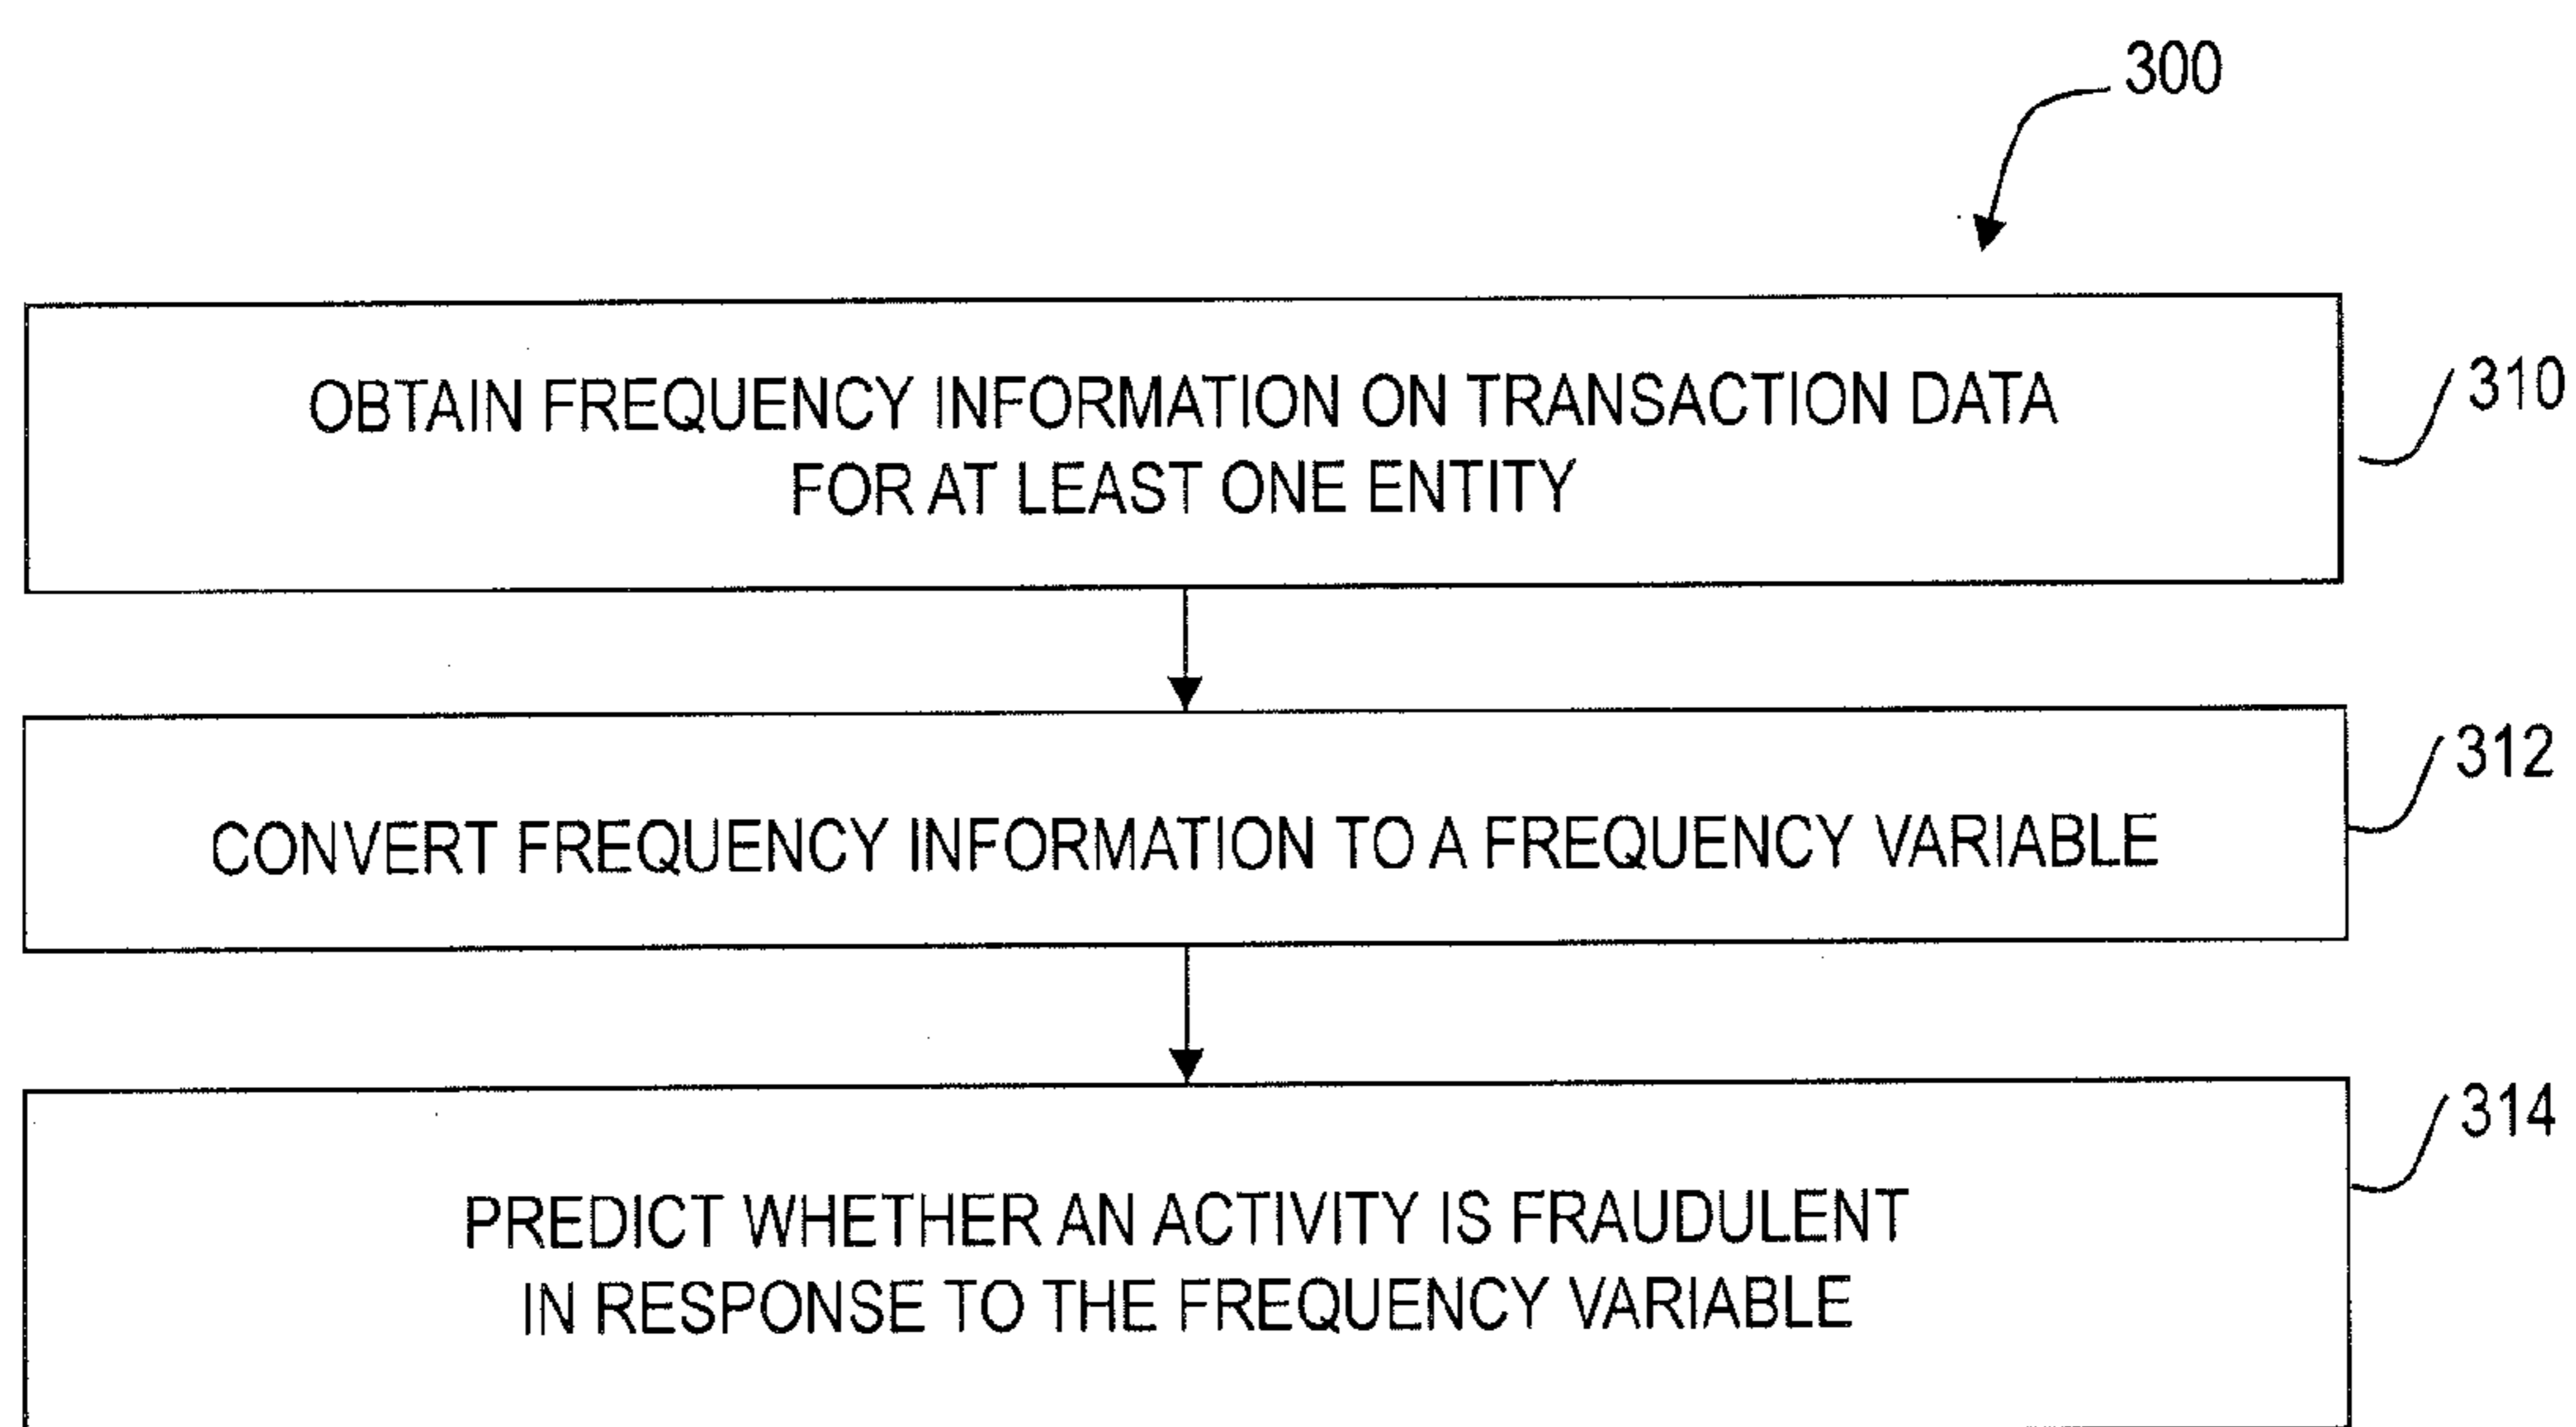 300
OBTAIN FREQUENCY INFORMATION ON TRANSACTION DATA
FOR AT LEAST ONE ENTITY
310
CONVERT FREQUENCY INFORMATION TO A FREQUENCY VARIABLE
312
PREDICT WHETHER AN ACTIVITY IS FRAUDULENT
IN RESPONSE TO THE FREQUENCY VARIABLE
314